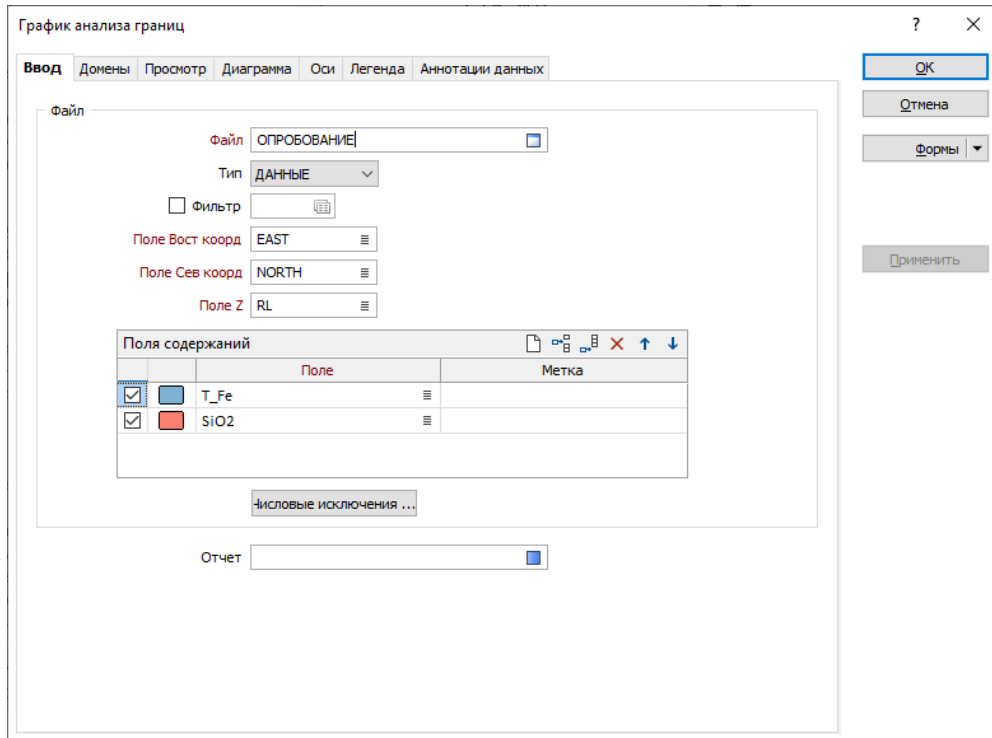 График анализа границ
?
Ввод Домены Просмотр Диаграмма Оси Легенда Аннотации данных
OK
Отмена
Формы
Применить
Файл
Файл ОПРОБОВАНИЕ
Тип ДАННЫЕ
Фильтр
Поле Вост коорд EAST
Поле Сев коорд NORTH
Поле Z RL
Поля содержаний
Поле Метка
T_Fe
SiO2
Числовые исключения ...
Отчет